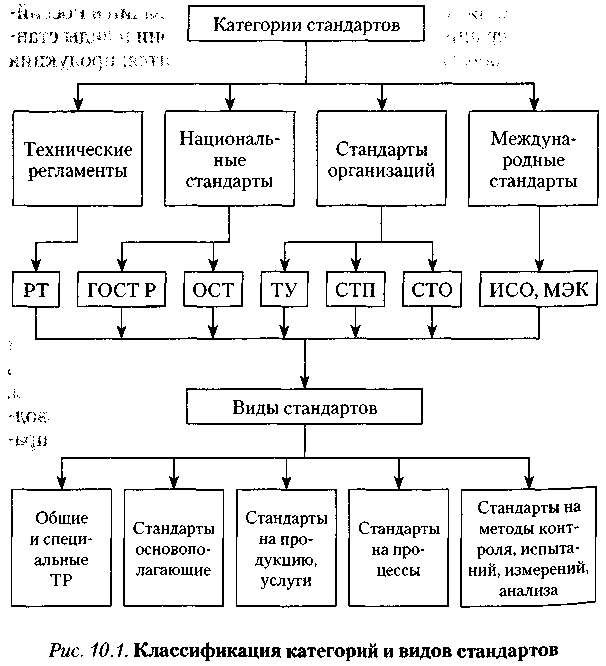 Категории стандартов
Технические
регламенты
Националь-
ные
стандарты
Стандарты
организаций
Междуна-
родные
стандарты
РТ
ГОСТ Р
ОСТ
ТУ
СТП
СТО
ИСО, МЭК
Виды стандартов
Общие
и специ-
альные
ТР
Стандарты
основопо-
лагающие
Стандарты
на про-
дукцию,
услуги
Стандарты
на про-
цессы
Стандарты на
методы конт-
роля, испыта-
ний, измерений,
анализа
Рис. 10.1. Классификация категорий и видов стандартов